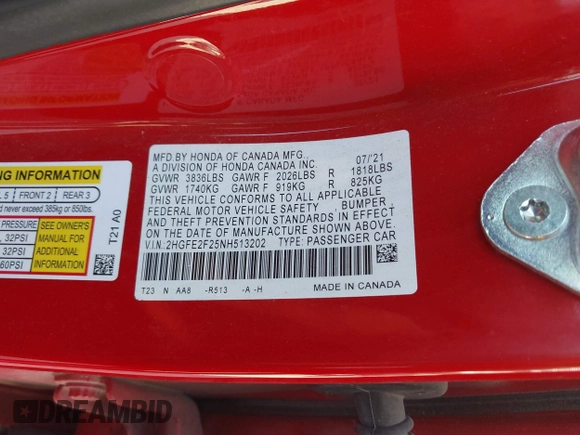 MFD.BY HONDA OF CANADA MFG., 07/'21
A DIVISION OF HONDA CANADA INC.
GVWR 3836LBS GAWR F 2026LBS R 1818LBS
GVWR 1740KG GAWR F 919KG R 825KG
THIS VEHICLE CONFORMS TO ALL APPLICABLE
FEDERAL MOTOR VEHICLE SAFETY , BUMPER ,
AND THEFT PREVENTION STANDARDS IN EFFECT
ON THE DATE OF MANUFACTURE SHOWN ABOVE.
V.I.N.:2HGFE2F25NH513202 TYPE: PASSENGER CAR
T23 N AA8 -R513 -A -H MADE IN CANADA
NG INFORMATION
L 5 FRONT 2 REAR 3
d never exceed 385kg or 850lbs.
PRESSURE
32PSI
32PSI
60PSI
SEE OWNER'S
MANUAL FOR
ADDITIONAL
INFORMATION
T21 A0
DREAMBID